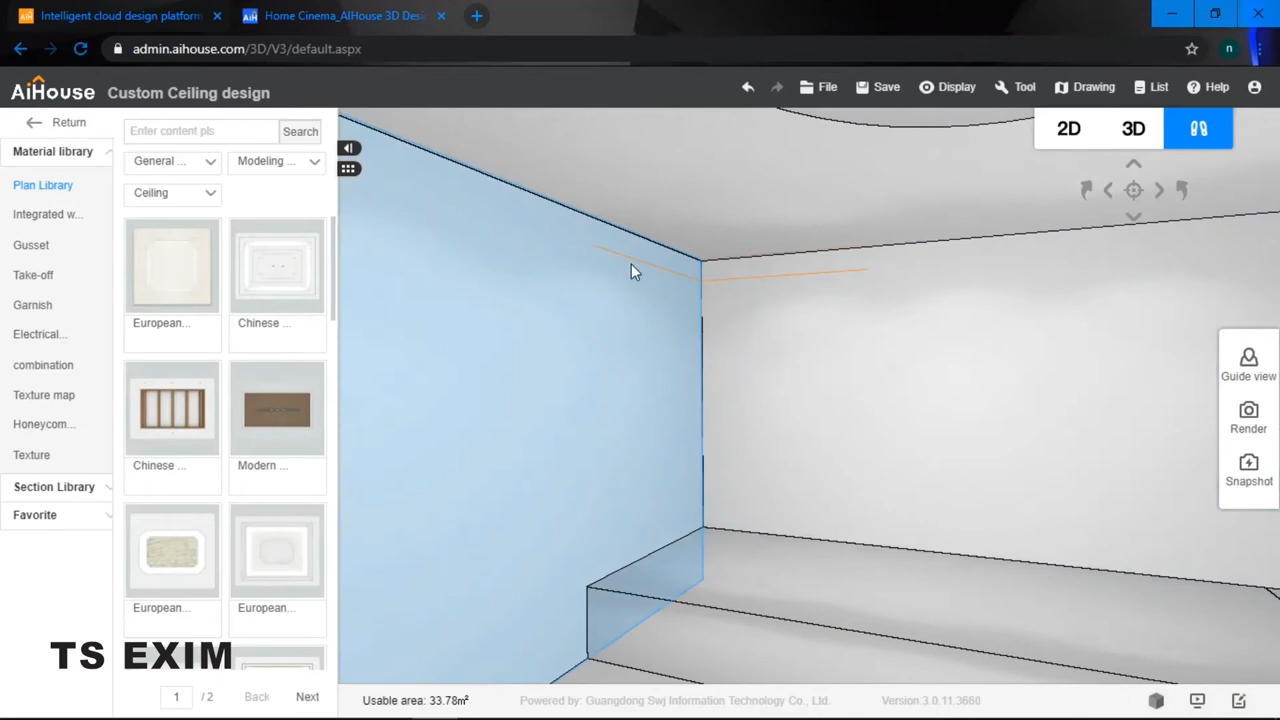 Intelligent cloud design platform
Home Cinema_AIHouse 3D Desi
admin.aihouse.com/3D/V3/default.aspx
n
AiHouse
Custom Ceiling design
File
Save
Display
Tool
Drawing
List
Help
Return
Enter content pls
Search
Material library
General ...
Modeling ...
Plan Library
Ceiling
Integrated w...
Gusset
Take-off
Garnish
Electrical...
combination
Texture map
Honeycom...
Texture
Section Library
Favorite
European...
Chinese ...
Chinese ...
Modern ...
European...
European...
1 / 2 Back Next
2D
3D
Guide view
Render
Snapshot
TS EXIM
Usable area: 33.78m²
Powered by: Guangdong Swj Information Technology Co., Ltd.
Version:3.0.11.3660